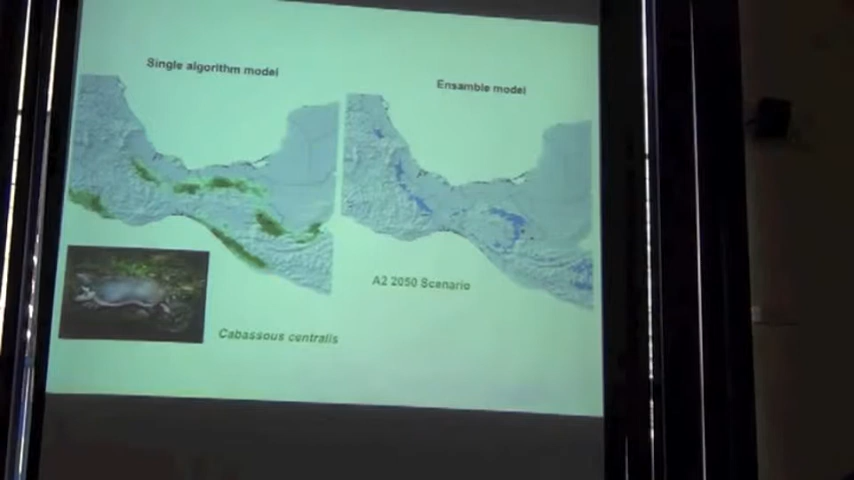 Single algorithm model
Ensamble model
A2 2050 Scenario
Cabassous centralis